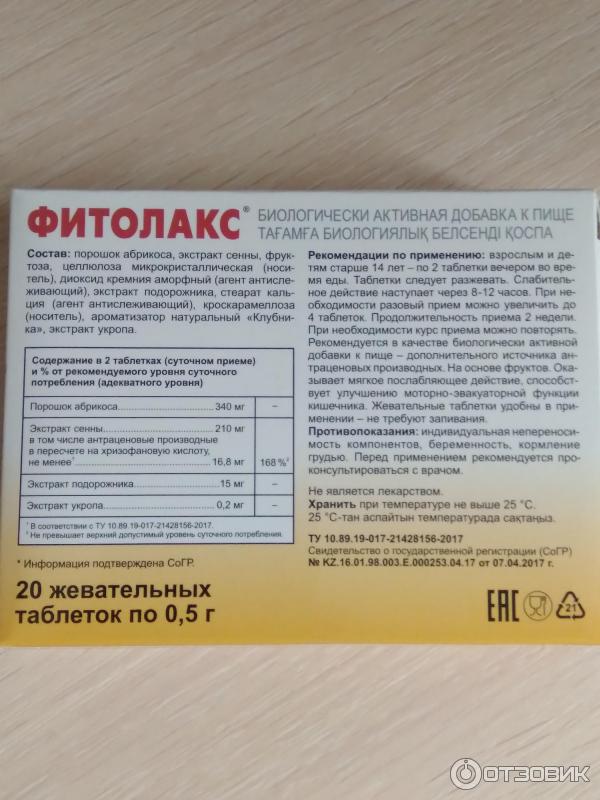 ФИТОЛАКС®
БИОЛОГИЧЕСКИ АКТИВНАЯ ДОБАВКА К ПИЩЕ
ТАҒАМҒА БИОЛОГИЯЛЫҚ БЕЛСЕНДІ ҚОСПА
Состав: порошок абрикоса, экстракт сенны, фрук-
тоза, целлюлоза микрокристаллическая (носи-
тель), диоксид кремния аморфный (агент антисле-
живающий), экстракт подорожника, стеарат каль-
ция (агент антислеживающий), кроскарамеллоза
(носитель), ароматизатор натуральный «Клубни-
ка», экстракт укропа.
Содержание в 2 таблетках (суточном приеме)
и % от рекомендуемого уровня суточного
потребления (адекватного уровня)
Порошок абрикоса 340 мг –
Экстракт сенны 210 мг
в том числе антраценовые производные
в пересчете на хризофановую кислоту,
не менее¹ 16,8 мг 168 %²
Экстракт подорожника 15 мг –
Экстракт укропа 0,2 мг –
¹ В соответствии с ТУ 10.89.19-017-21428156-2017.
² Не превышает верхний допустимый уровень суточного потребления.
* Информация подтверждена СоГР.
20 жевательных
таблеток по 0,5 г
Рекомендации по применению: взрослым и де-
тям старше 14 лет – по 2 таблетки вечером во вре-
мя еды. Таблетки следует разжевать. Слабитель-
ное действие наступает через 8-12 часов. При не-
обходимости разовый прием можно увеличить до
4 таблеток. Продолжительность приема 2 недели.
При необходимости курс приема можно повторять.
Рекомендуется в качестве биологически активной
добавки к пище – дополнительного источника ан-
траценовых производных. На основе фруктов. Ока-
зывает мягкое послабляющее действие, способст-
вует улучшению моторно-эвакуаторной функции
кишечника. Жевательные таблетки удобны в при-
менении – не требуют запивания.
Противопоказания: индивидуальная непереноси-
мость компонентов, беременность, кормление
грудью. Перед применением рекомендуется про-
консультироваться с врачом.
Не является лекарством.
Хранить при температуре не выше 25 °С.
25 °С-тан аспайтын температурада сақтаңыз.
ТУ 10.89.19-017-21428156-2017
Свидетельство о государственной регистрации (СоГР)
№ KZ.16.01.98.003.Е.000253.04.17 от 07.04.2017 г.
EAC
21
ОТЗОВИК